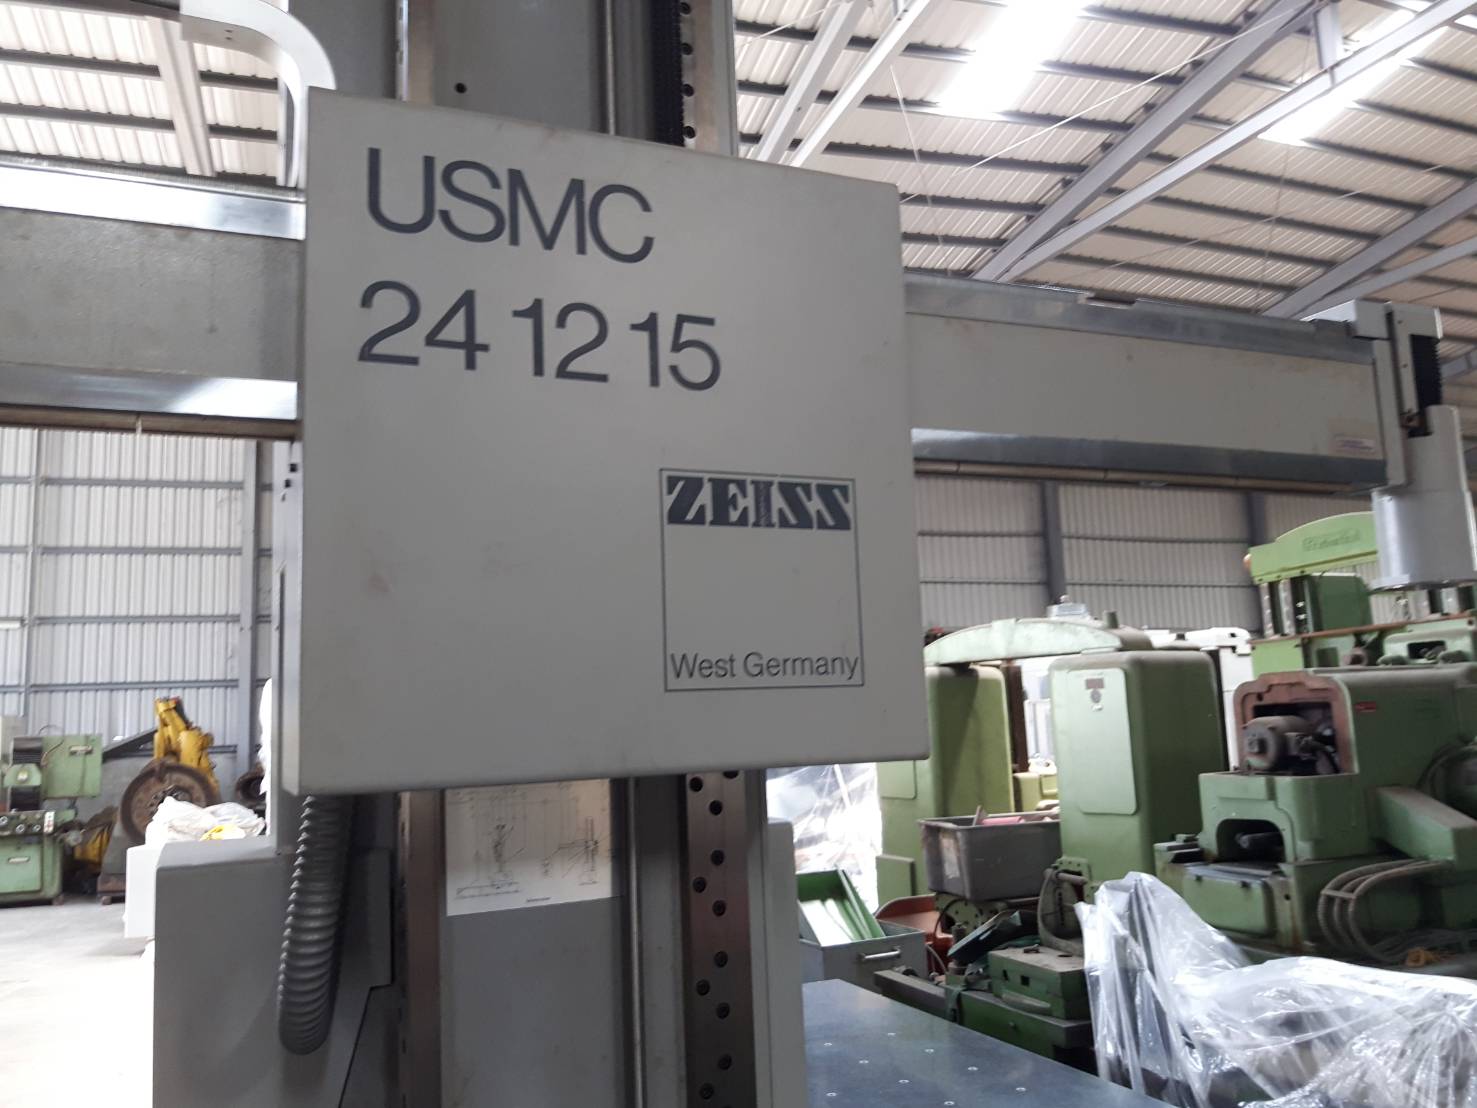 USMC
24 12 15
ZEISS
West Germany